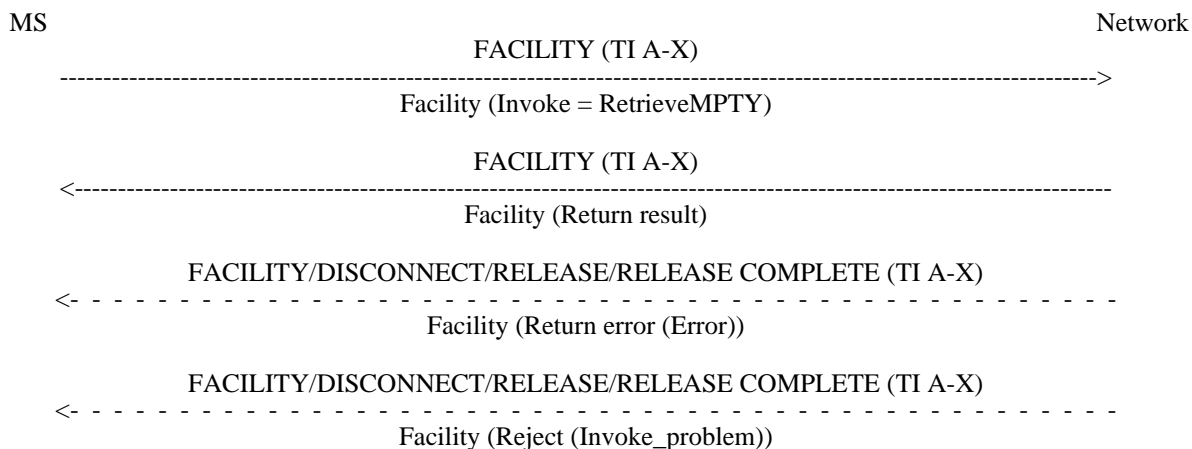 MS Network
FACILITY (TI A-X)
Facility (Invoke = RetrieveMPTY)
FACILITY (TI A-X)
Facility (Return result)
FACILITY/DISCONNECT/RELEASE/RELEASE COMPLETE (TI A-X)
Facility (Return error (Error))
FACILITY/DISCONNECT/RELEASE/RELEASE COMPLETE (TI A-X)
Facility (Reject (Invoke_problem))